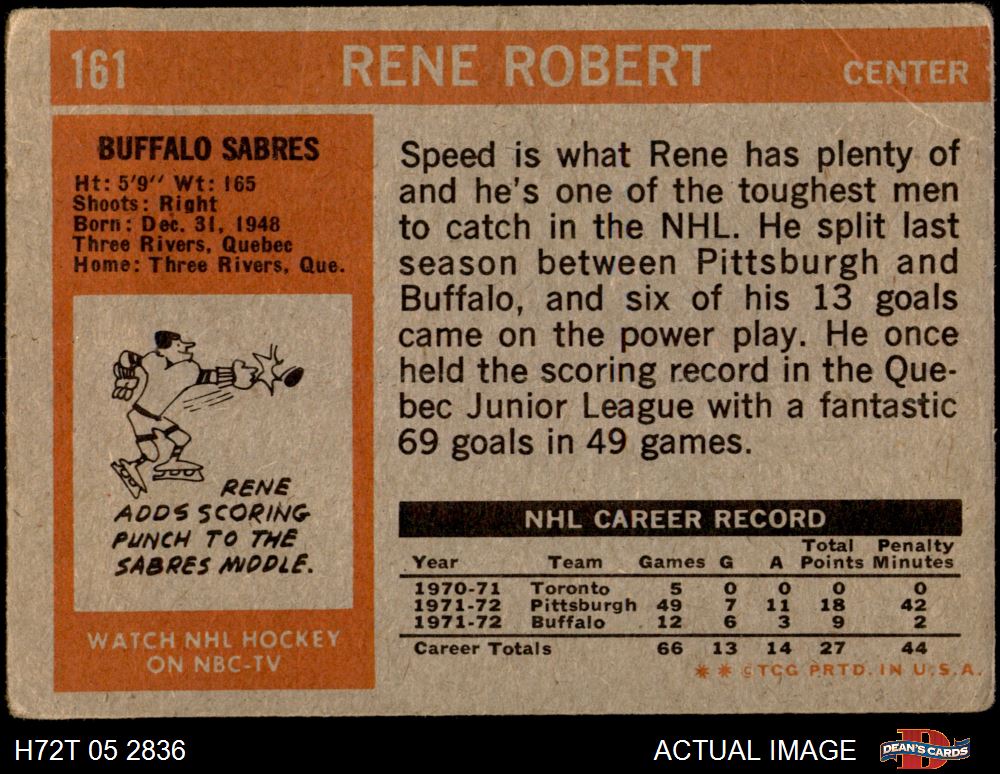 161 RENE ROBERT CENTER
BUFFALO SABRES
Ht: 5'9'' Wt: 165
Shoots: Right
Born: Dec. 31, 1948
Three Rivers, Quebec
Home: Three Rivers, Que.
RENE
ADDS SCORING
PUNCH TO THE
SABRES MIDDLE.
WATCH NHL HOCKEY
ON NBC-TV
Speed is what Rene has plenty of
and he's one of the toughest men
to catch in the NHL. He split last
season between Pittsburgh and
Buffalo, and six of his 13 goals
came on the power play. He once
held the scoring record in the Que-
bec Junior League with a fantastic
69 goals in 49 games.
NHL CAREER RECORD
Year Team Games G A Total Points Penalty Minutes
1970-71 Toronto 5 0 0 0 0
1971-72 Pittsburgh 49 7 11 18 42
1971-72 Buffalo 12 6 3 9 2
Career Totals 66 13 14 27 44
* * ©TCG PRTD. IN U.S.A.
H72T 05 2836 ACTUAL IMAGE DEAN'S CARDS